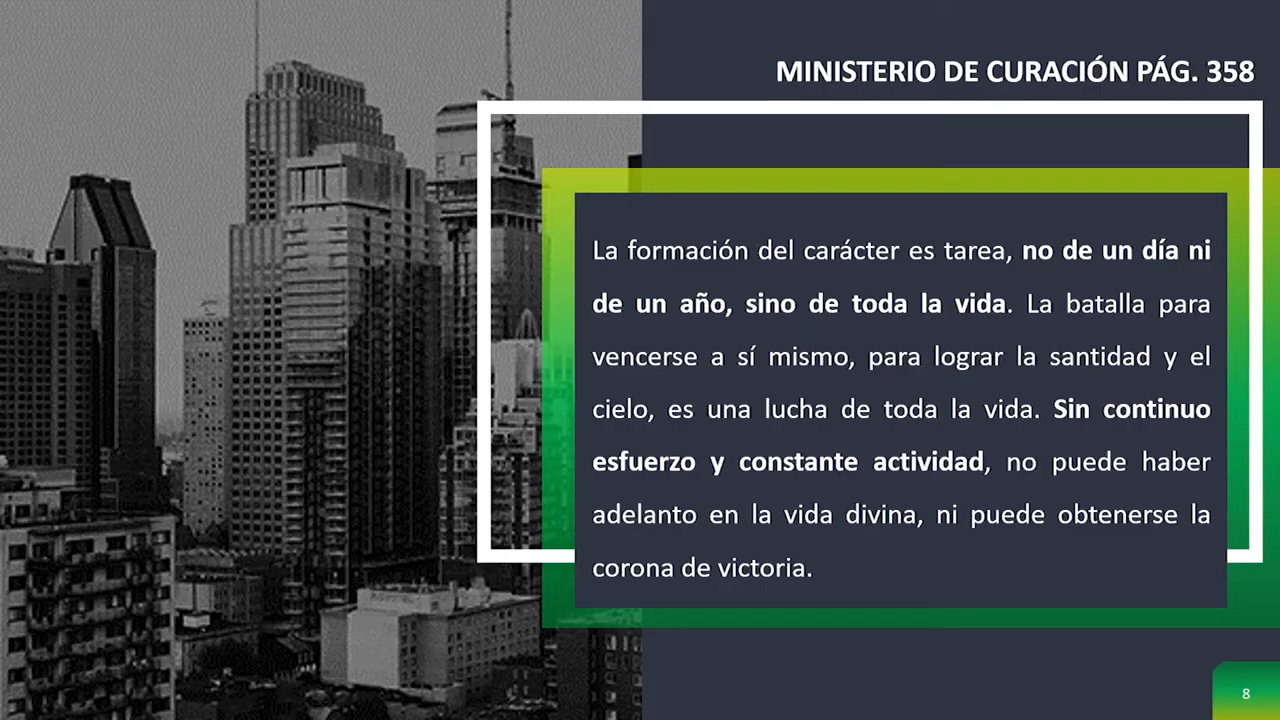 MINISTERIO DE CURACIÓN PÁG. 358
La formación del carácter es tarea, no de un día ni
de un año, sino de toda la vida. La batalla para
vencerse a sí mismo, para lograr la santidad y el
cielo, es una lucha de toda la vida. Sin continuo
esfuerzo y constante actividad, no puede haber
adelanto en la vida divina, ni puede obtenerse la
corona de victoria.
8